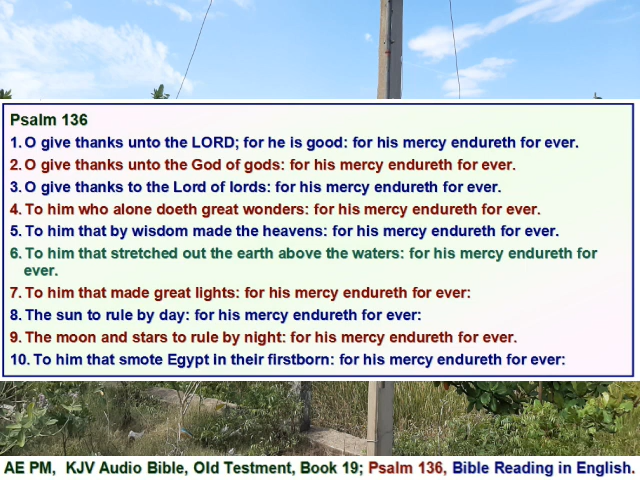 Psalm 136
1. O give thanks unto the LORD; for he is good: for his mercy endureth for ever.
2. O give thanks unto the God of gods: for his mercy endureth for ever.
3. O give thanks to the Lord of lords: for his mercy endureth for ever.
4. To him who alone doeth great wonders: for his mercy endureth for ever.
5. To him that by wisdom made the heavens: for his mercy endureth for ever.
6. To him that stretched out the earth above the waters: for his mercy endureth for
ever.
7. To him that made great lights: for his mercy endureth for ever:
8. The sun to rule by day: for his mercy endureth for ever:
9. The moon and stars to rule by night: for his mercy endureth for ever.
10. To him that smote Egypt in their firstborn: for his mercy endureth for ever:
AE PM, KJV Audio Bible, Old Testment, Book 19; Psalm 136, Bible Reading in English.